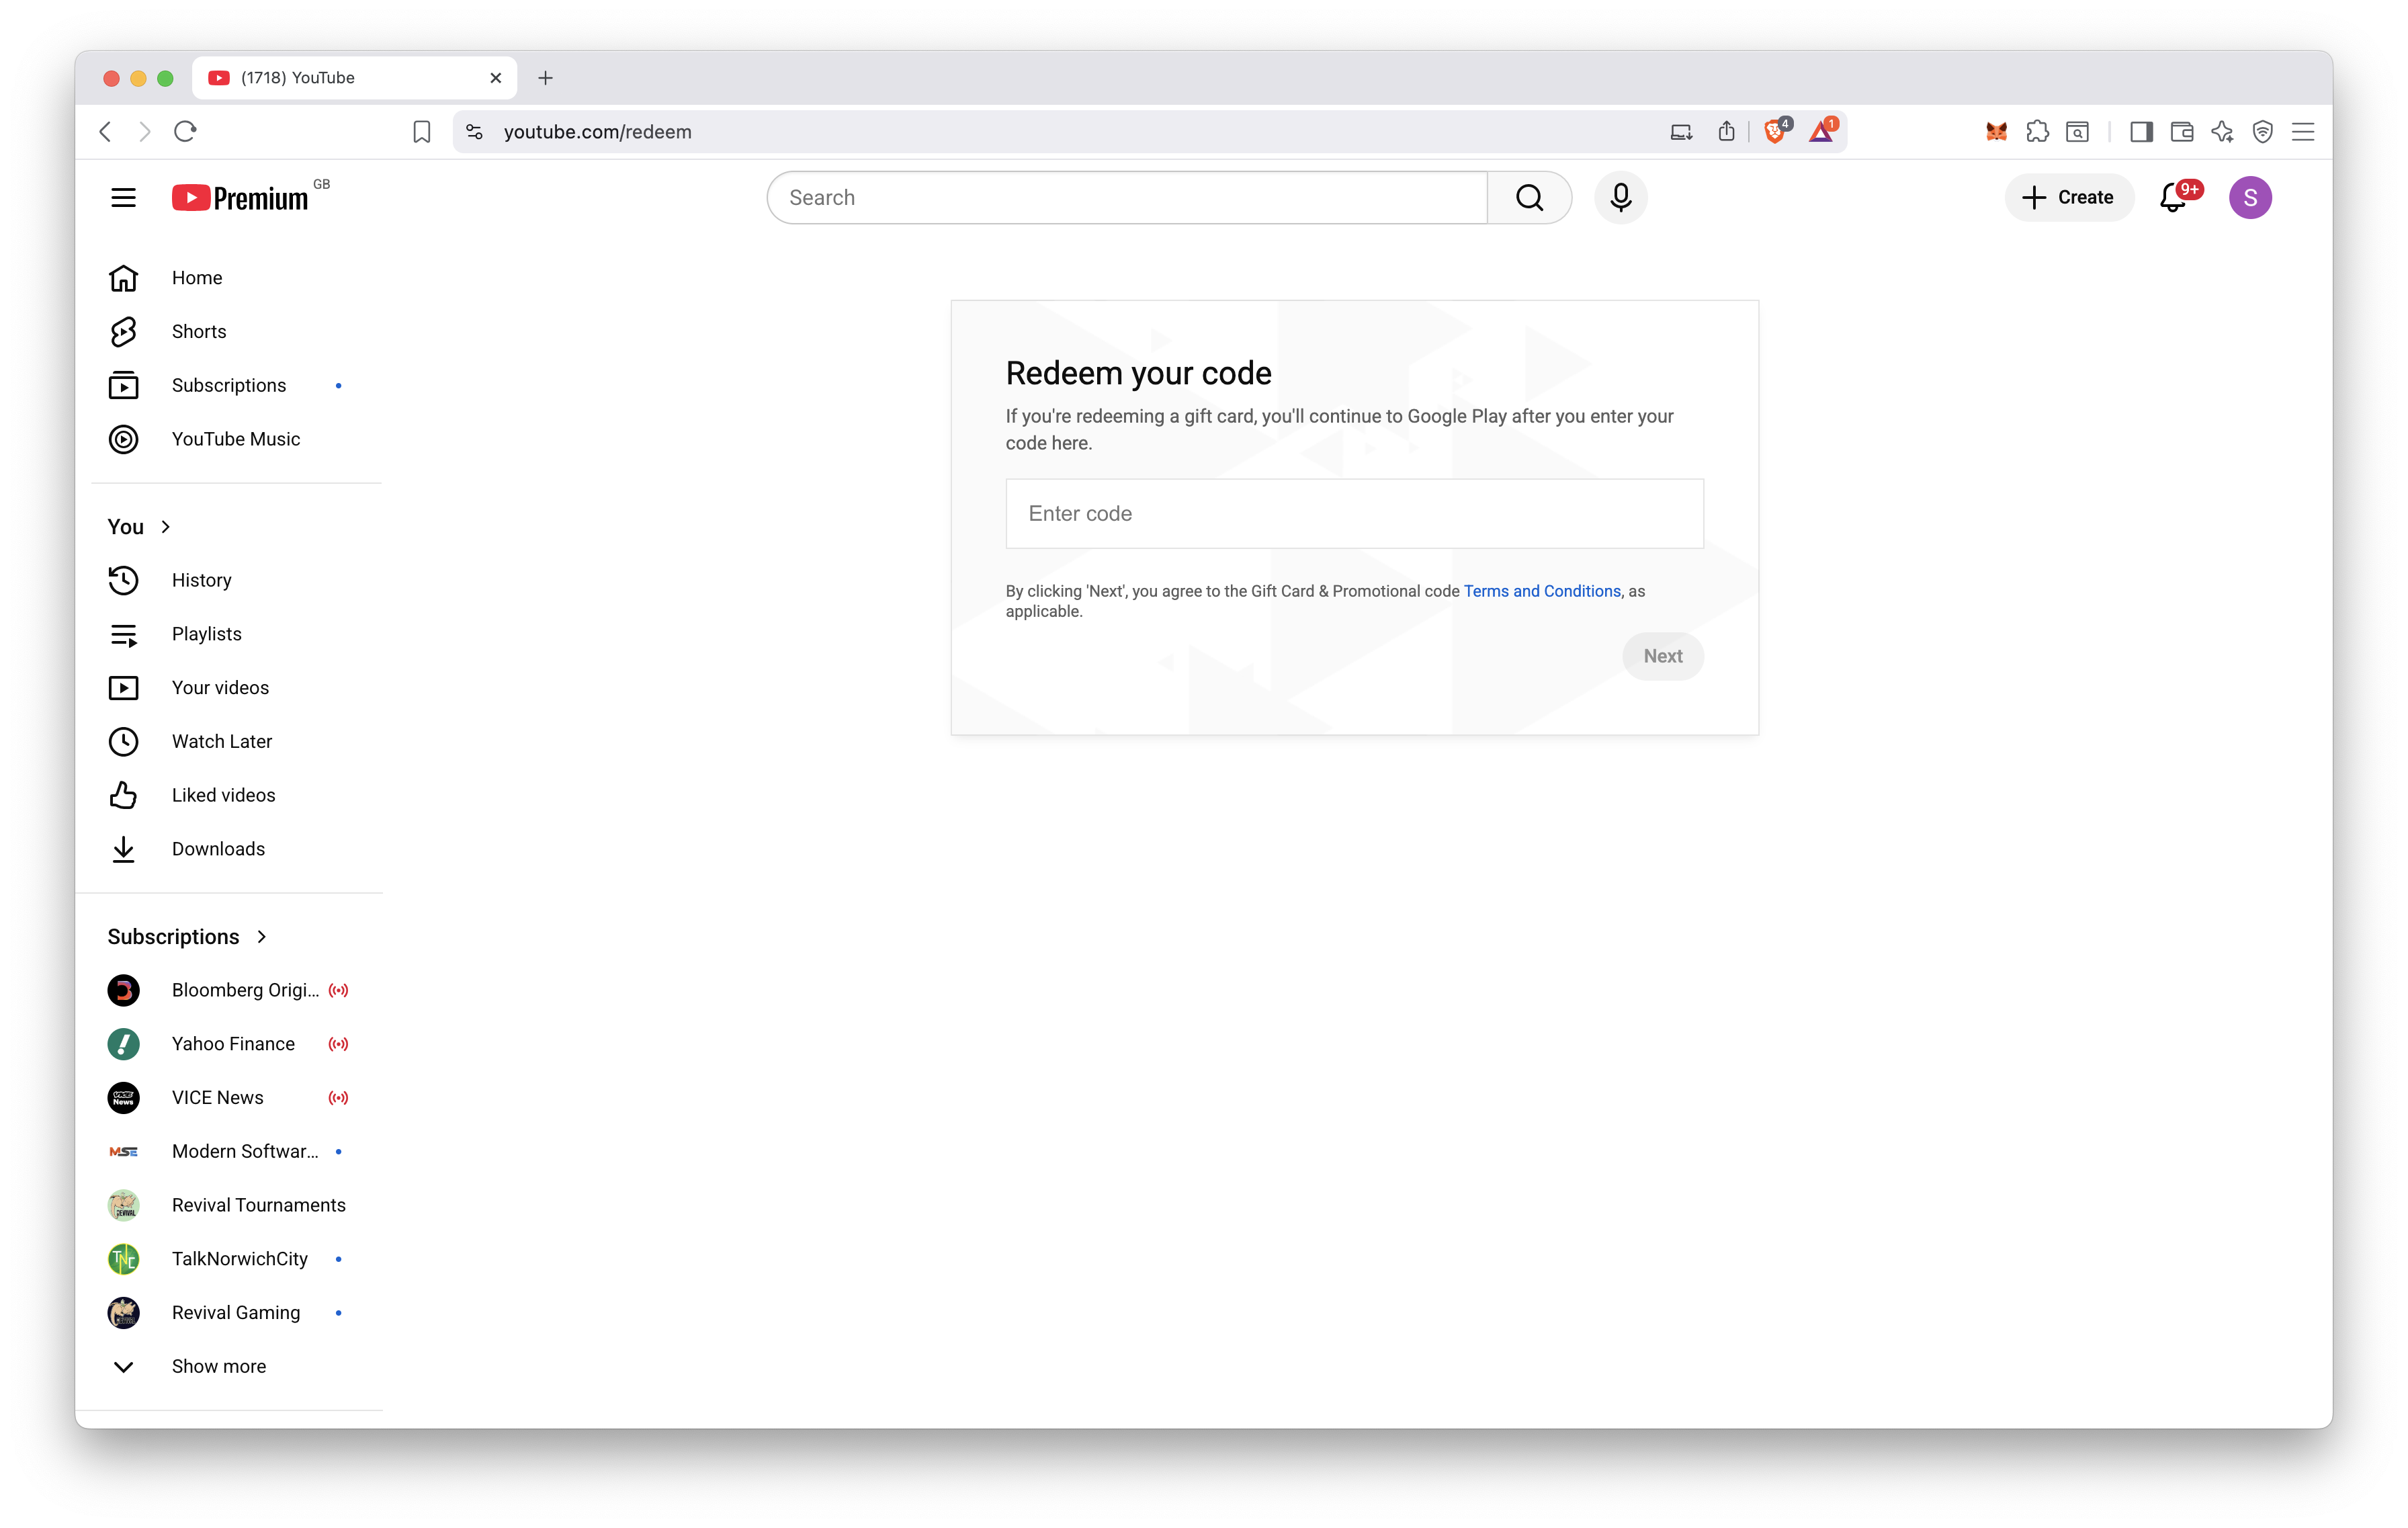 (1718) YouTube
youtube.com/redeem
4
1
Premium GB
Search
Create
9+
S
Home
Shorts
Subscriptions
YouTube Music
You
History
Playlists
Your videos
Watch Later
Liked videos
Downloads
Subscriptions
Bloomberg Origi...
Yahoo Finance
VICE News
Modern Softwar...
Revival Tournaments
TalkNorwichCity
Revival Gaming
Show more
Redeem your code
If you're redeeming a gift card, you'll continue to Google Play after you enter your
code here.
Enter code
By clicking 'Next', you agree to the Gift Card & Promotional code Terms and Conditions, as
applicable.
Next
VICE
News
MSE
TNC